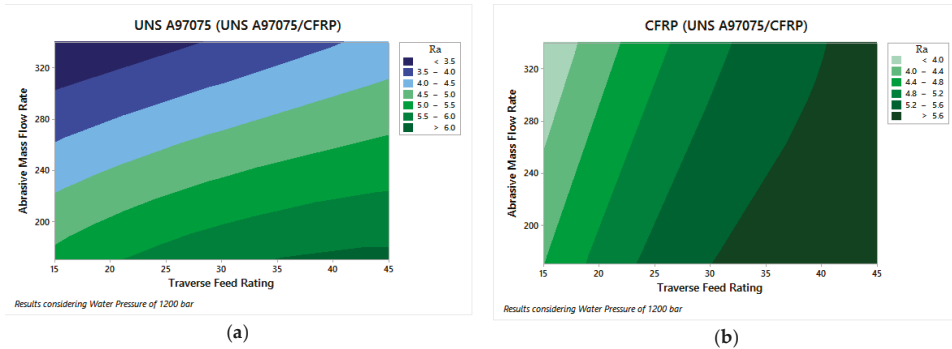 UNS A97075 (UNS A97075/CFRP)
Abrasive Mass Flow Rate
320
280
240
200
15 20 25 30 35 40 45
Traverse Feed Rating
Ra
< 3.5
3.5 – 4.0
4.0 – 4.5
4.5 – 5.0
5.0 – 5.5
5.5 – 6.0
> 6.0
Results considering Water Pressure of 1200 bar
(a)
CFRP (UNS A97075/CFRP)
Abrasive Mass Flow Rate
320
280
240
200
15 20 25 30 35 40 45
Traverse Feed Rating
Ra
< 4.0
4.0 – 4.4
4.4 – 4.8
4.8 – 5.2
5.2 – 5.6
> 5.6
Results considering Water Pressure of 1200 bar
(b)